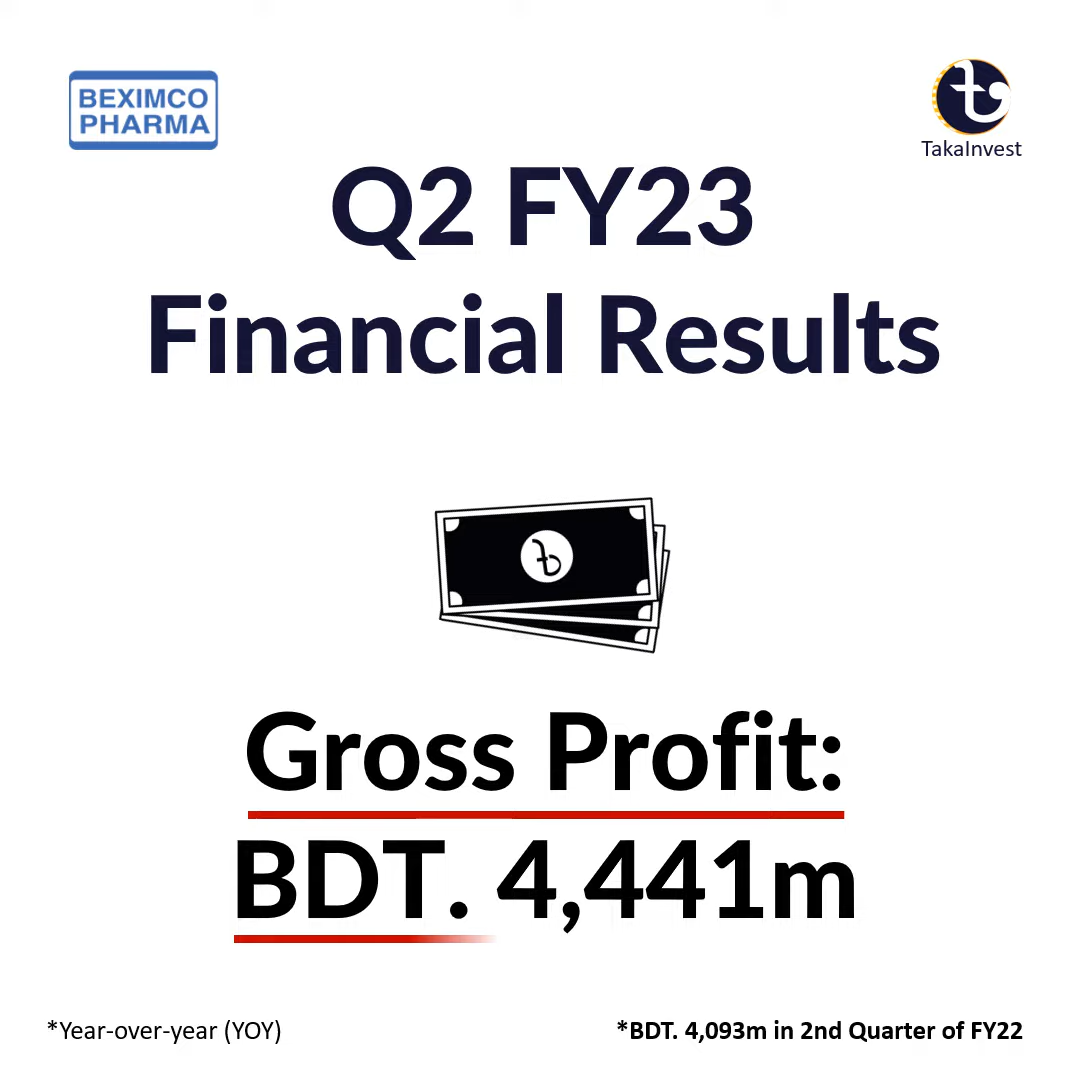 BEXIMCO
PHARMA
TakaInvest
Q2 FY23
Financial Results
৳
Gross Profit:
BDT. 4,441m
*Year-over-year (YOY)
*BDT. 4,093m in 2nd Quarter of FY22